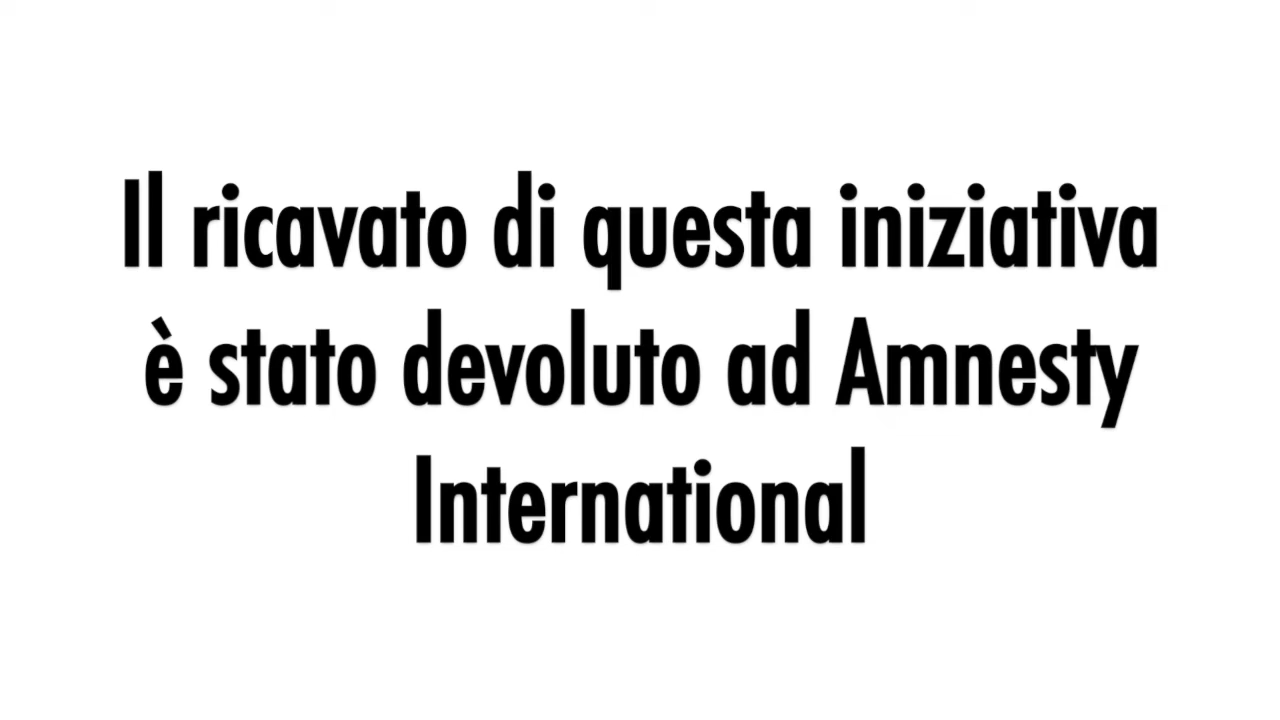 Il ricavato di questa iniziativa
è stato devoluto ad Amnesty
International